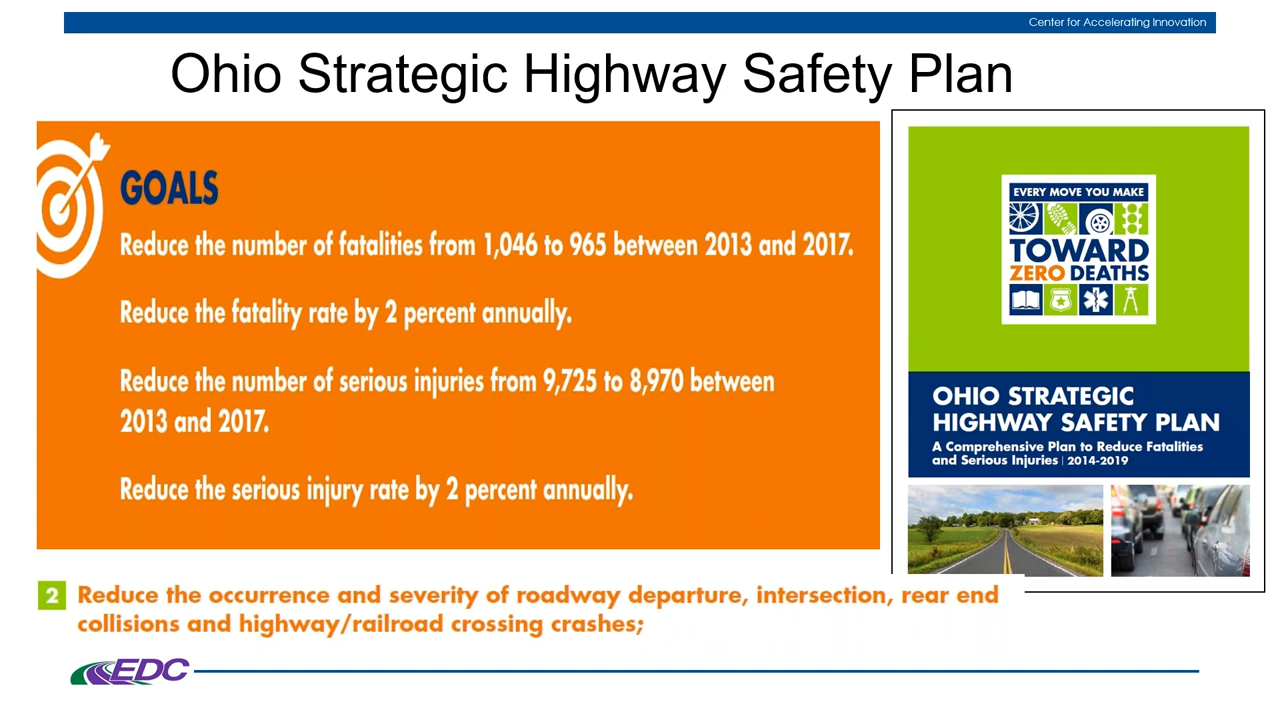 Center for Accelerating Innovation
Ohio Strategic Highway Safety Plan
GOALS
Reduce the number of fatalities from 1,046 to 965 between 2013 and 2017.
Reduce the fatality rate by 2 percent annually.
Reduce the number of serious injuries from 9,725 to 8,970 between
2013 and 2017.
Reduce the serious injury rate by 2 percent annually.
EVERY MOVE YOU MAKE
TOWARD
ZERO DEATHS
OHIO STRATEGIC
HIGHWAY SAFETY PLAN
A Comprehensive Plan to Reduce Fatalities
and Serious Injuries | 2014-2019
2 Reduce the occurrence and severity of roadway departure, intersection, rear end
collisions and highway/railroad crossing crashes;
EDC